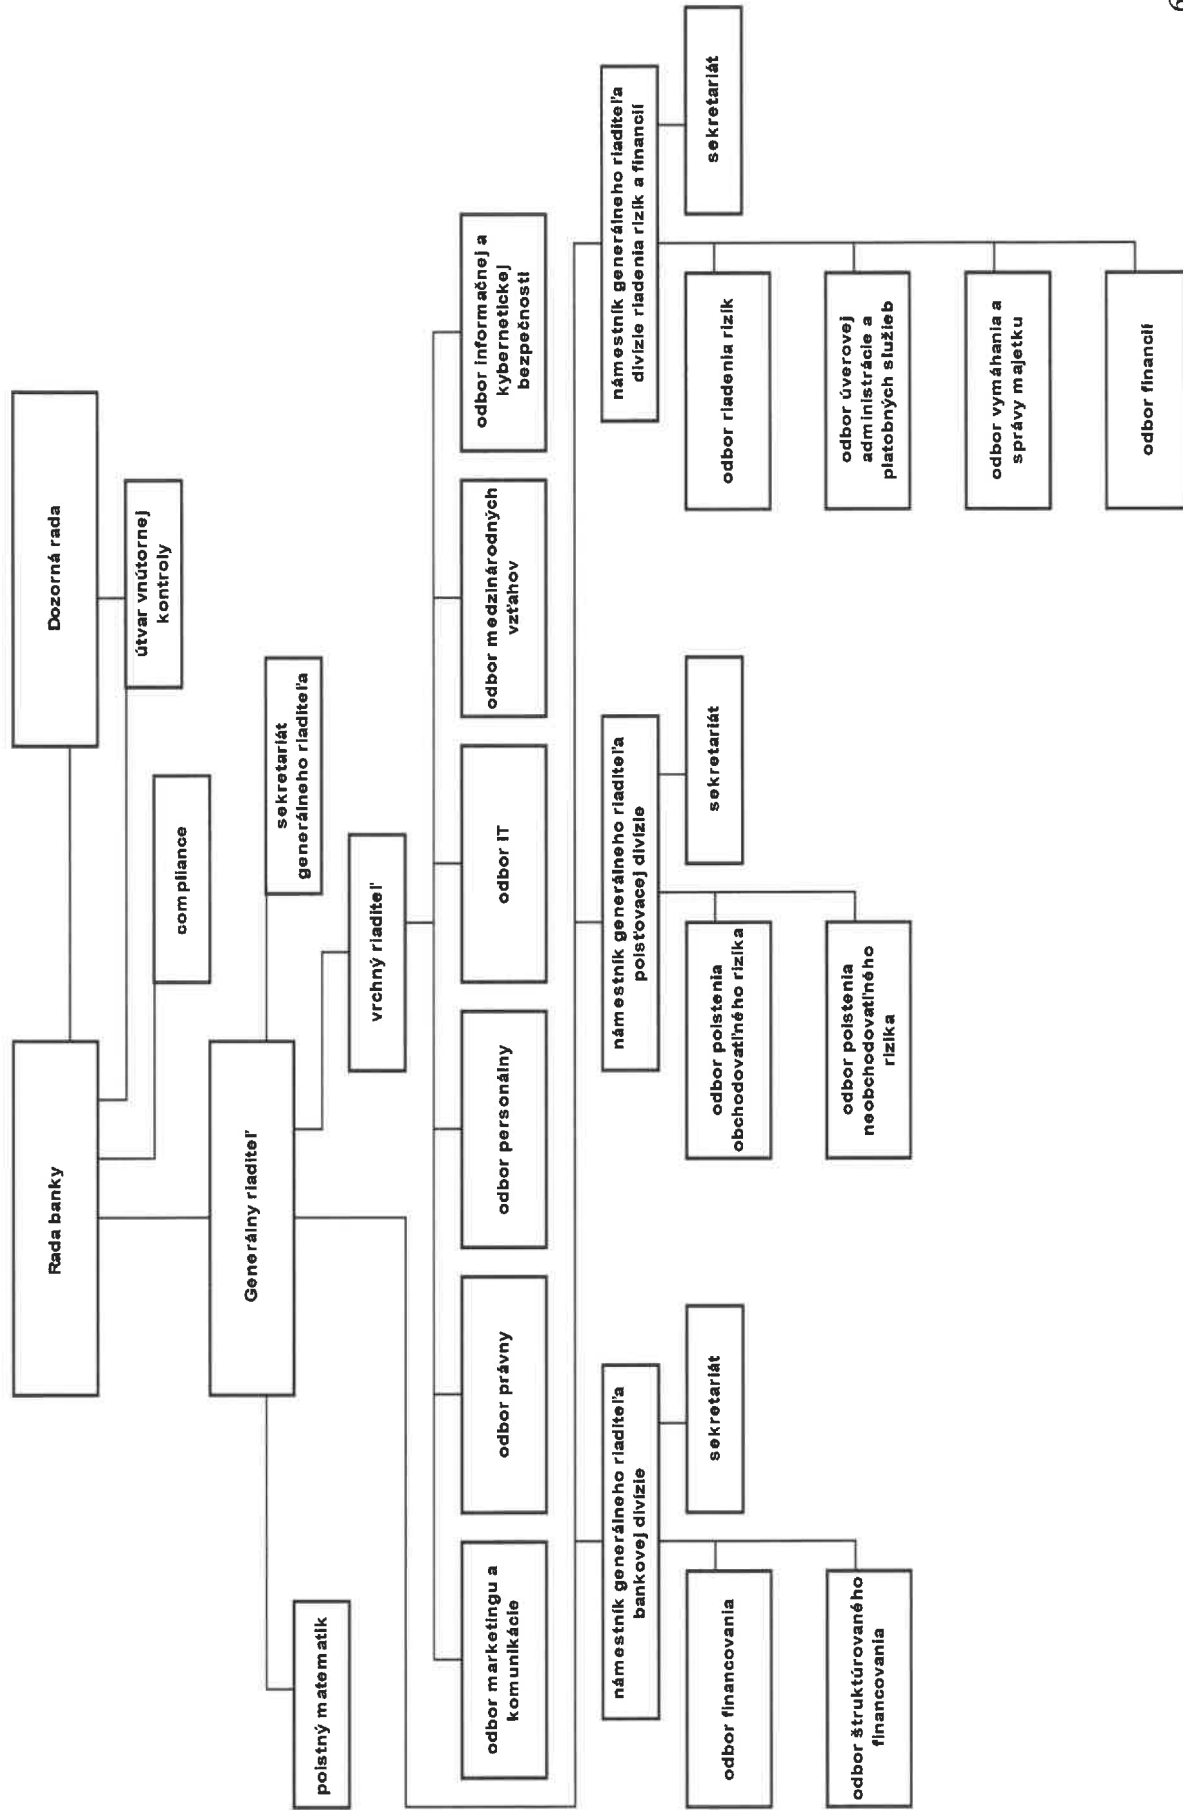 Rada banky
Dozorná rada
útvar vnútornej
kontroly
compliance
Generálny riaditeľ
sekretariát
generálneho riaditeľa
poistný matematik
vrchný riaditeľ
odbor marketingu a
komunikácie
odbor právny
odbor personálny
odbor IT
odbor medzinárodných
vzťahov
odbor informačnej a
kybernetickej
bezpečnosti
námestník generálneho riaditeľa
bankovej divízie
sekretariát
odbor financovania
odbor štruktúrovaného
financovania
námestník generálneho riaditeľa
poisťovacej divízie
sekretariát
odbor poistenia
obchodovatľného rizika
odbor poistenia
neobchodovatľného
rizika
námestník generálneho riaditeľa
divízie riadenia rizík a financií
sekretariát
odbor riadenia rizík
odbor úverovej
administrácie a
platobných služieb
odbor vymáhania a
správy majetku
odbor financií